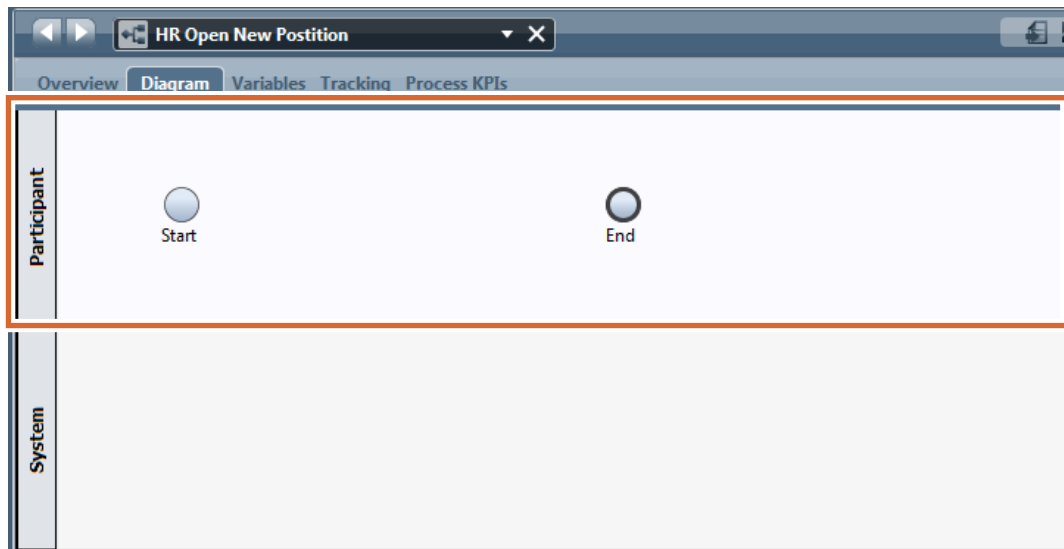 HR Open New Postition
Overview Diagram Variables Tracking Process KPIs
Participant
Start
End
System